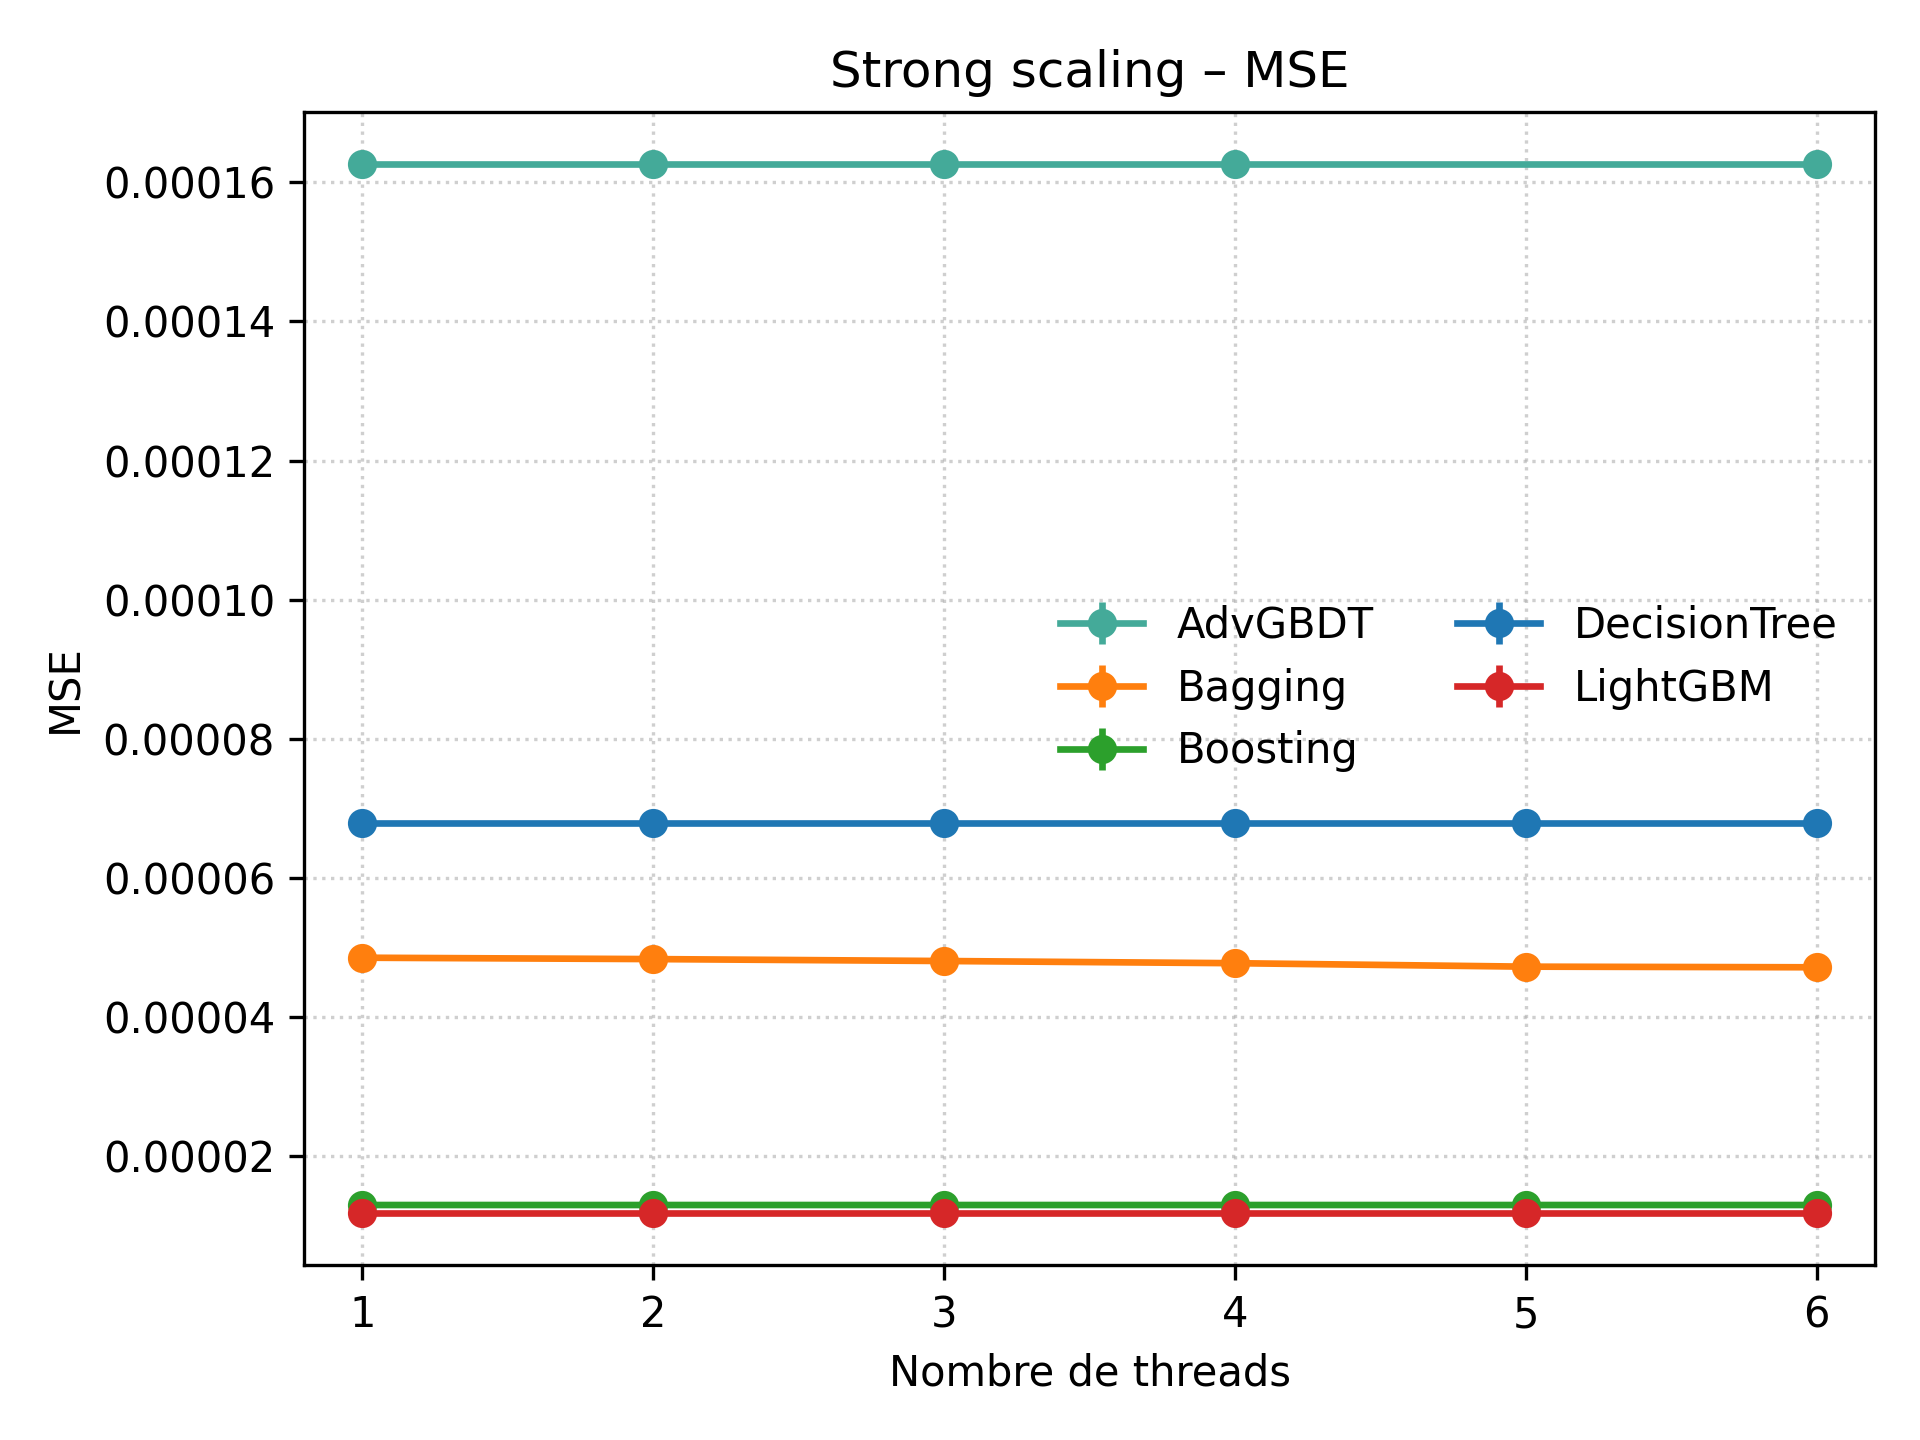 Strong scaling – MSE
MSE
0.00016
0.00014
0.00012
0.00010
0.00008
0.00006
0.00004
0.00002
AdvGBDT
Bagging
Boosting
DecisionTree
LightGBM
1 2 3 4 5 6
Nombre de threads